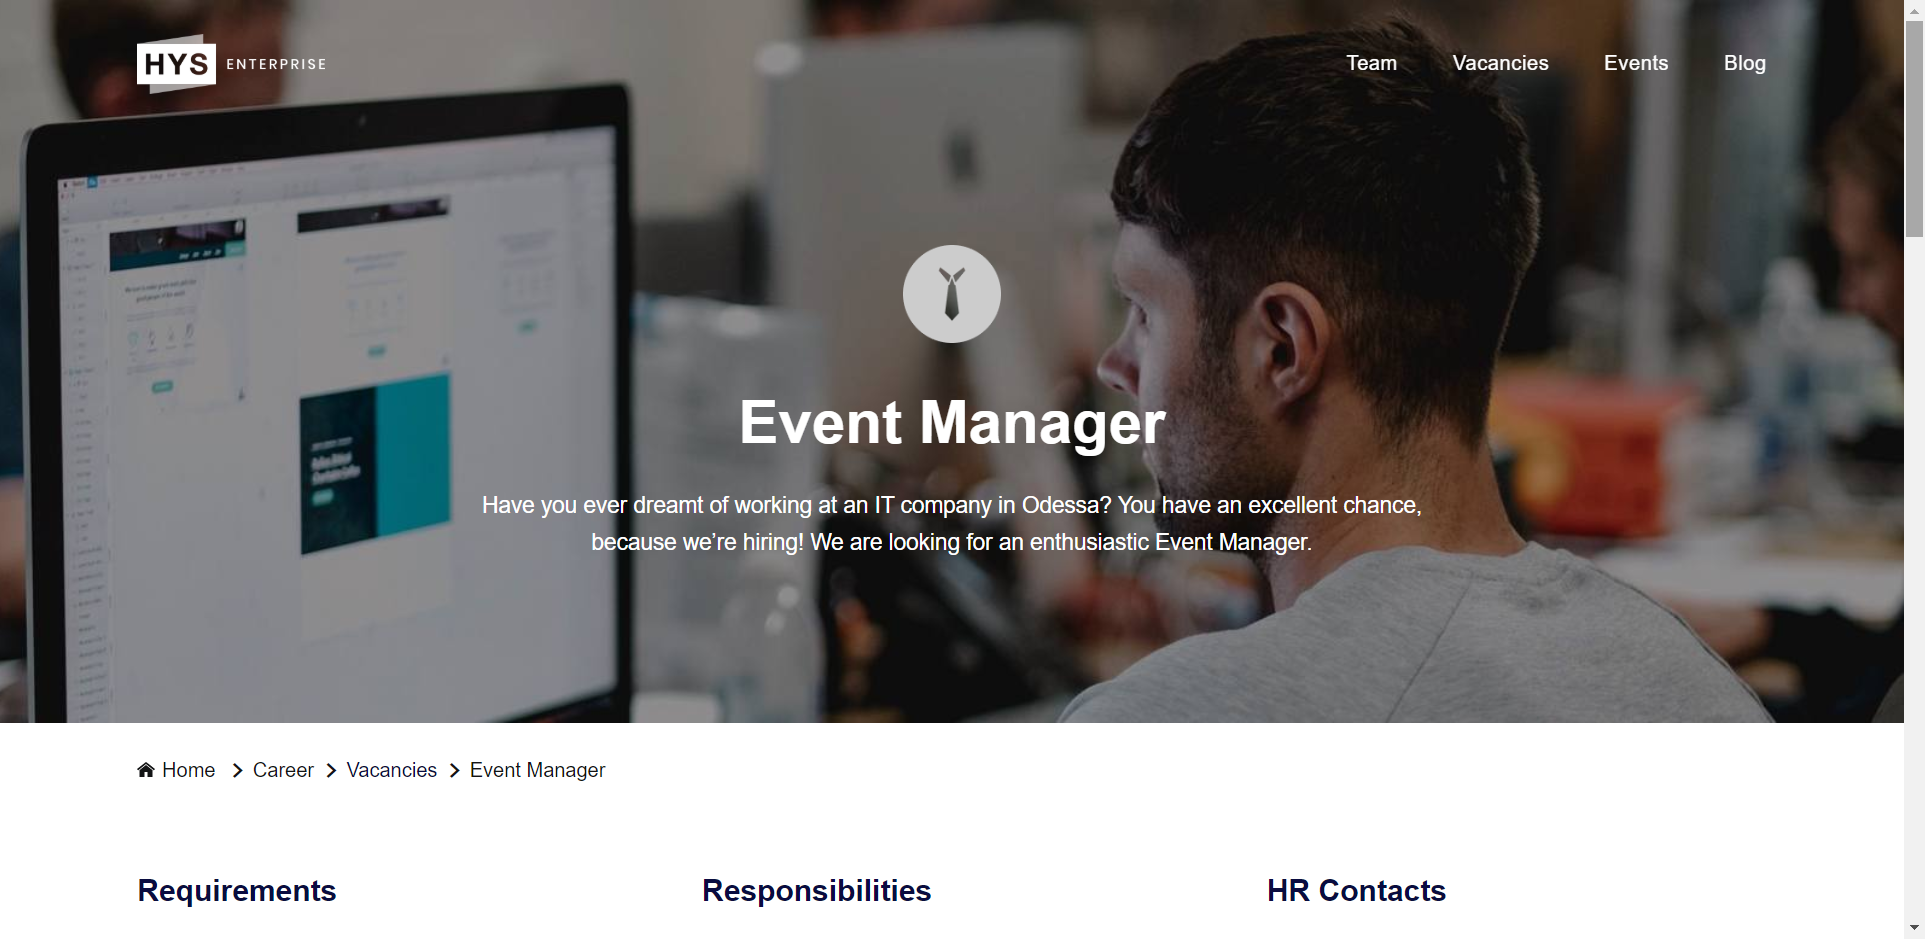 HYS ENTERPRISE
Team Vacancies Events Blog
Event Manager
Have you ever dreamt of working at an IT company in Odessa? You have an excellent chance,
because we’re hiring! We are looking for an enthusiastic Event Manager.
Home > Career > Vacancies > Event Manager
Requirements
Responsibilities
HR Contacts